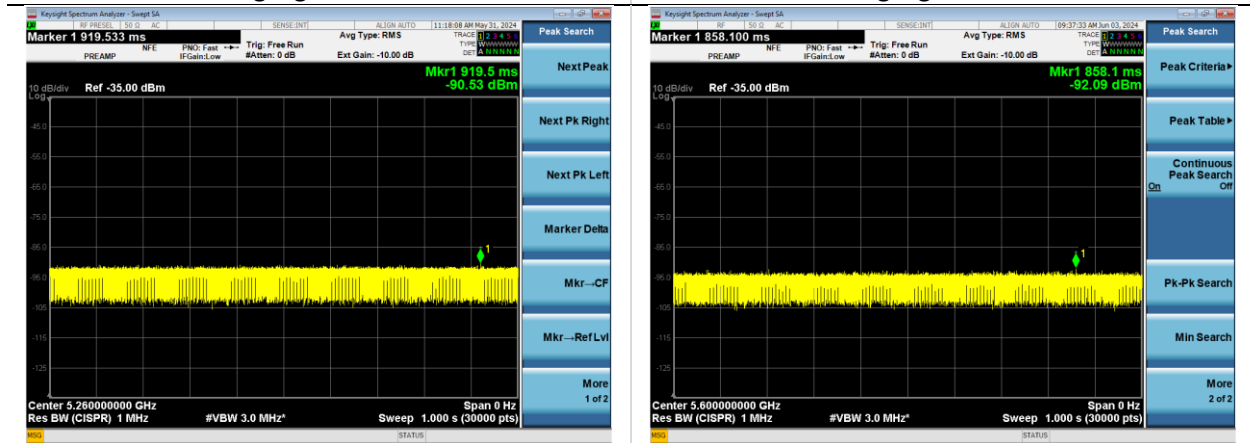 Keysight Spectrum Analyzer - Swept SA
RF PRESEL 50 Ω AC SENSE:INT ALIGN AUTO 11:18:08 AM May 31, 2024
Marker 1 919.533 ms
Avg Type: RMS
TRACE 1 2 3 4 5 6
TYPE WWWWWW
DET A NNNNN
NFE
PREAMP
PNO: Fast
IFGain:Low
Trig: Free Run
#Atten: 0 dB
Ext Gain: -10.00 dB
Mkr1 919.5 ms
-90.53 dBm
10 dB/div Ref -35.00 dBm
Log
-45.0
-55.0
-65.0
-75.0
-85.0
1
-95.0
-105
-115
-125
Center 5.260000000 GHz
Span 0 Hz
Res BW (CISPR) 1 MHz
#VBW 3.0 MHz*
Sweep 1.000 s (30000 pts)
MSG
STATUS
Peak Search
Next Peak
Next Pk Right
Next Pk Left
Marker Delta
Mkr→CF
Mkr→Ref Lvl
More
1 of 2
Keysight Spectrum Analyzer - Swept SA
RF 50 Ω AC SENSE:INT ALIGN AUTO 09:37:33 AM Jun 03, 2024
Marker 1 858.100 ms
Avg Type: RMS
TRACE 1 2 3 4 5 6
TYPE WWWWWW
DET A NNNNN
NFE
PREAMP
PNO: Fast
IFGain:Low
Trig: Free Run
#Atten: 0 dB
Ext Gain: -10.00 dB
Mkr1 858.1 ms
-92.09 dBm
10 dB/div Ref -35.00 dBm
Log
-45.0
-55.0
-65.0
-75.0
-85.0
1
-95.0
-105
-115
-125
Center 5.600000000 GHz
Span 0 Hz
Res BW (CISPR) 1 MHz
#VBW 3.0 MHz*
Sweep 1.000 s (30000 pts)
MSG
STATUS
Peak Search
Peak Criteria
Peak Table
Continuous
Peak Search
On Off
Pk-Pk Search
Min Search
More
2 of 2